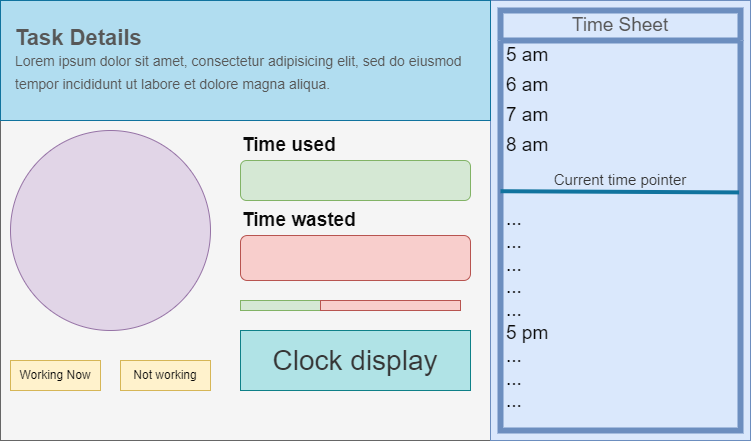 Task Details
Lorem ipsum dolor sit amet, consectetur adipisicing elit, sed do eiusmod
tempor incididunt ut labore et dolore magna aliqua.
Time used
Time wasted
Clock display
Working Now
Not working
Time Sheet
5 am
6 am
7 am
8 am
Current time pointer
...
...
...
...
...
5 pm
...
...
...